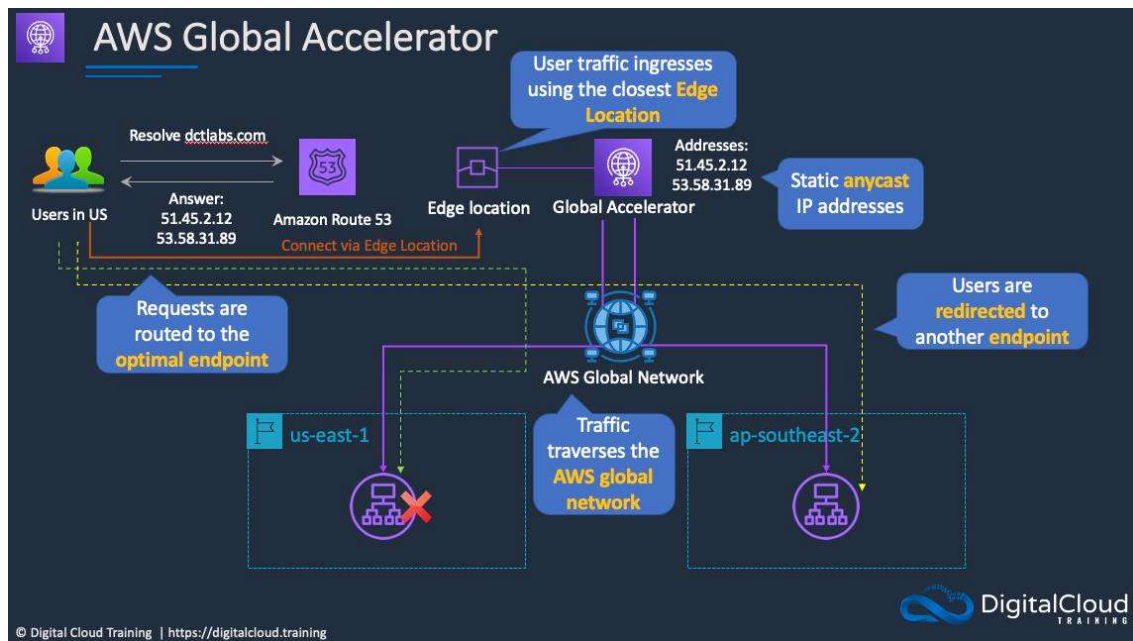 AWS Global Accelerator
User traffic ingresses
using the closest Edge
Location
Resolve dctlabs.com
Addresses:
51.45.2.12
53.58.31.89
53
Static anycast
IP addresses
Users in US
Answer:
51.45.2.12
53.58.31.89
Amazon Route 53
Edge location
Global Accelerator
Connect via Edge Location
Requests are
routed to the
optimal endpoint
Users are
redirected to
another endpoint
AWS Global Network
us-east-1
Traffic
traverses the
AWS global
network
ap-southeast-2
DigitalCloud
TRAINING
© Digital Cloud Training | https://digitalcloud.training